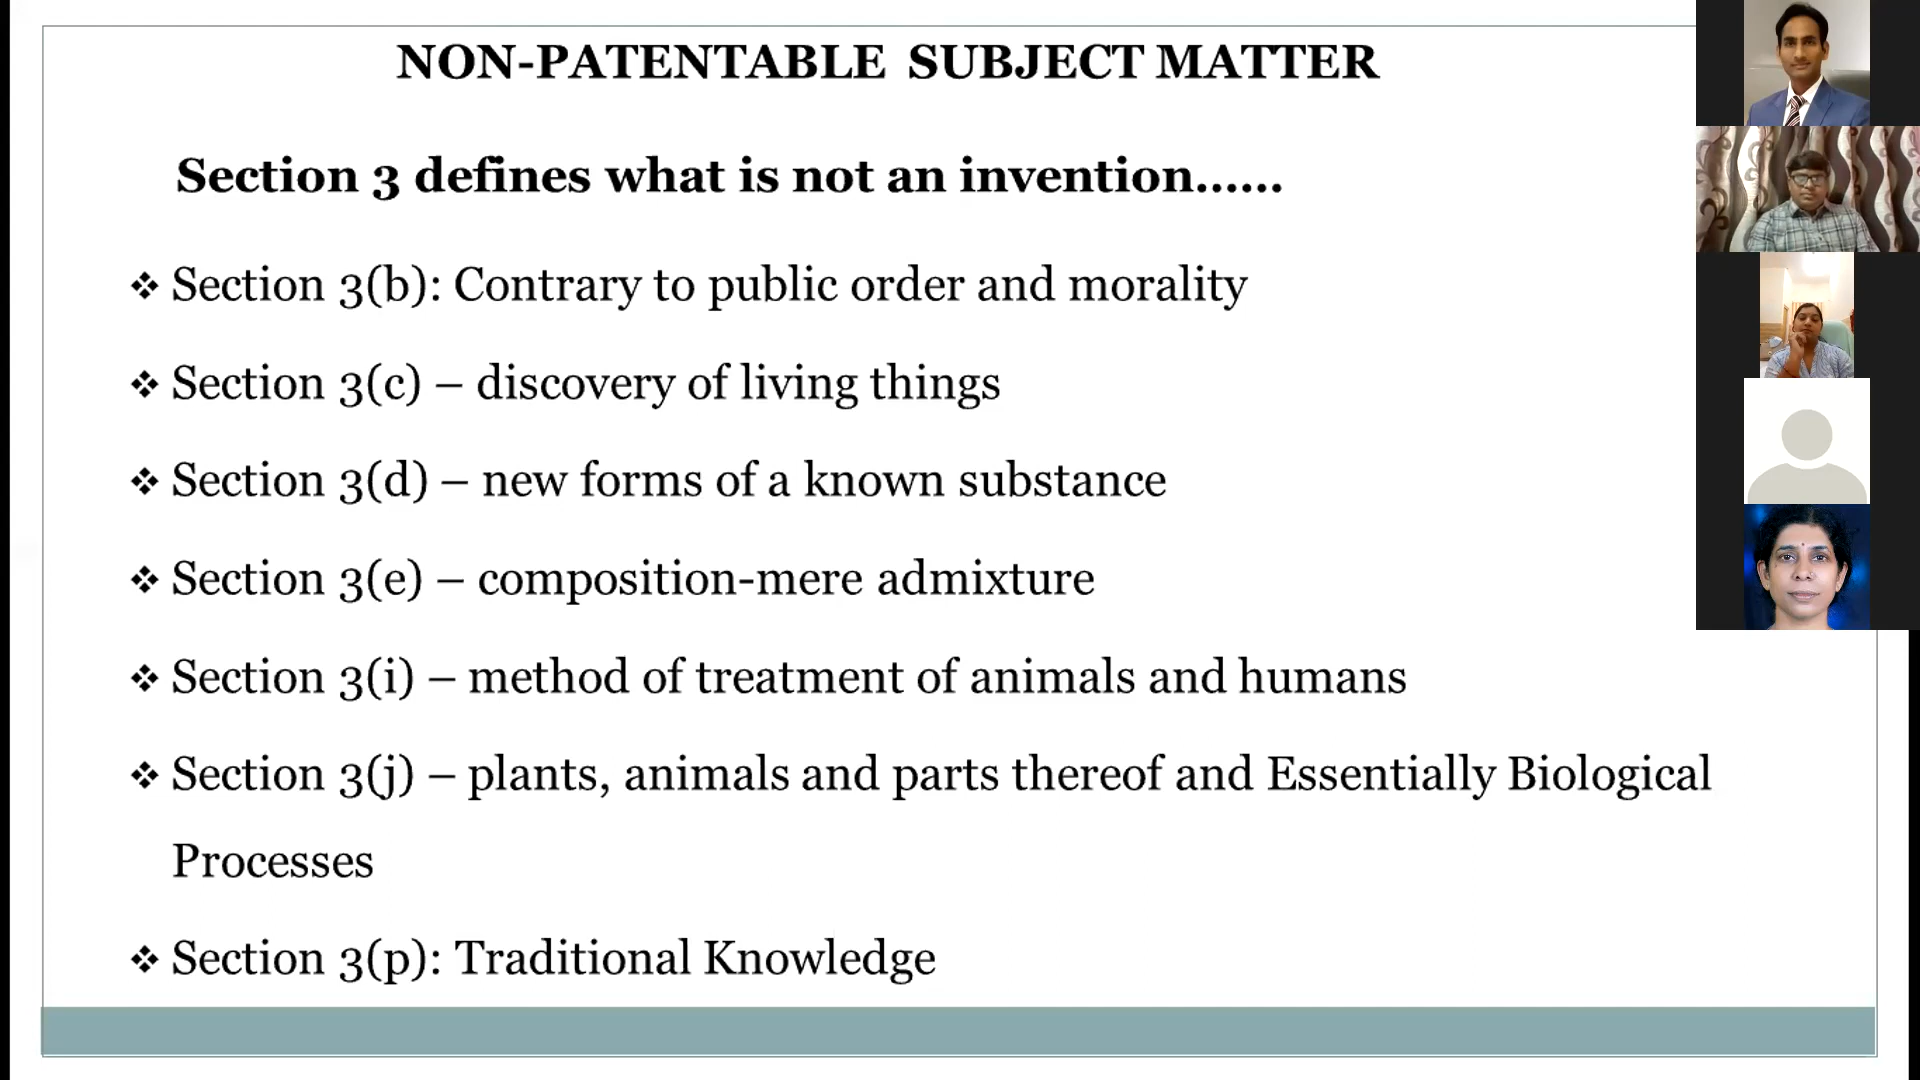 NON-PATENTABLE SUBJECT MATTER
Section 3 defines what is not an invention......
❖ Section 3(b): Contrary to public order and morality
❖ Section 3(c) – discovery of living things
❖ Section 3(d) – new forms of a known substance
❖ Section 3(e) – composition-mere admixture
❖ Section 3(i) – method of treatment of animals and humans
❖ Section 3(j) – plants, animals and parts thereof and Essentially Biological
Processes
❖ Section 3(p): Traditional Knowledge